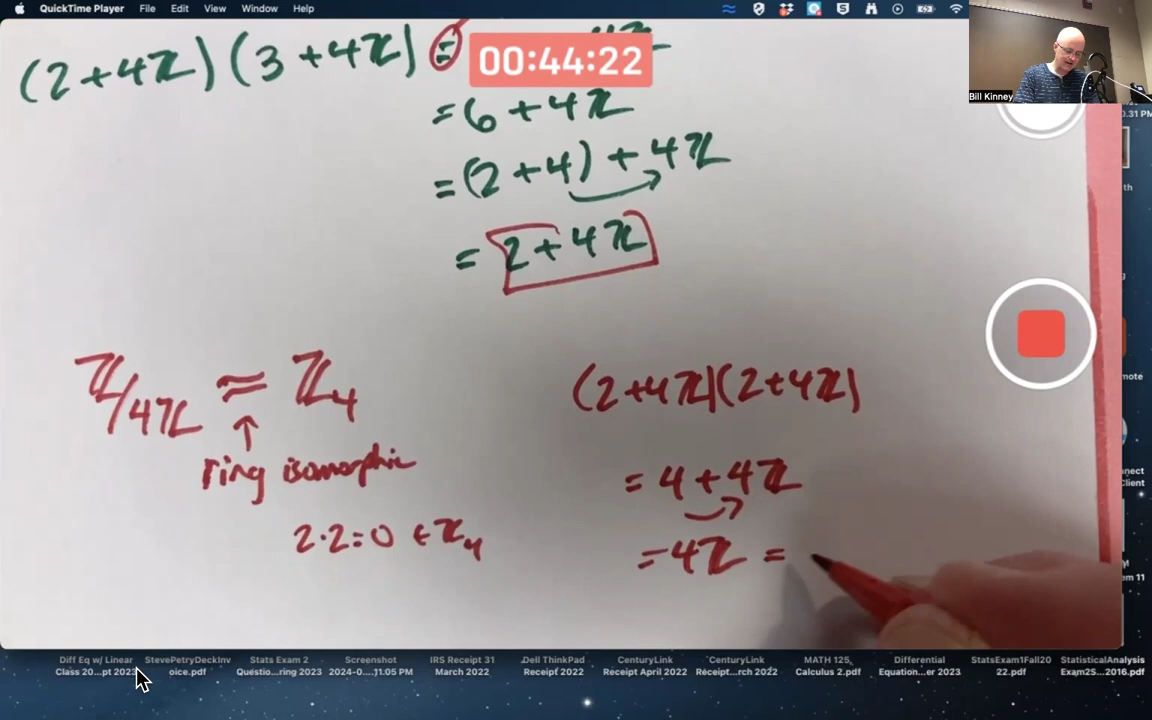 QuickTime Player File Edit View Window Help
(2+4ℤ)(3+4ℤ) =
00:44:22
= 6 + 4ℤ
= (2+4) + 4ℤ
= 2 + 4ℤ
ℤ/4ℤ ≈ ℤ₄
↑
ring isomorphic
2·2=0 ∈ ℤ₄
(2+4ℤ)(2+4ℤ)
= 4 + 4ℤ
= 4ℤ =
Bill Kinney
Diff Eq w/ Linear
Class 20...pt 2023
StevePetryDeckInv
oice.pdf
Stats Exam 2
Questio...ring 2023
Screenshot
2024-0....11.05 PM
IRS Receipt 31
March 2022
Dell ThinkPad
Receipt 2022
CenturyLink
Receipt April 2022
CenturyLink
Receipt...rch 2022
MATH 125,
Calculus 2.pdf
Differential
Equation...er 2023
StatsExam1Fall20
22.pdf
StatisticalAnalysis
Exam2S...2016.pdf